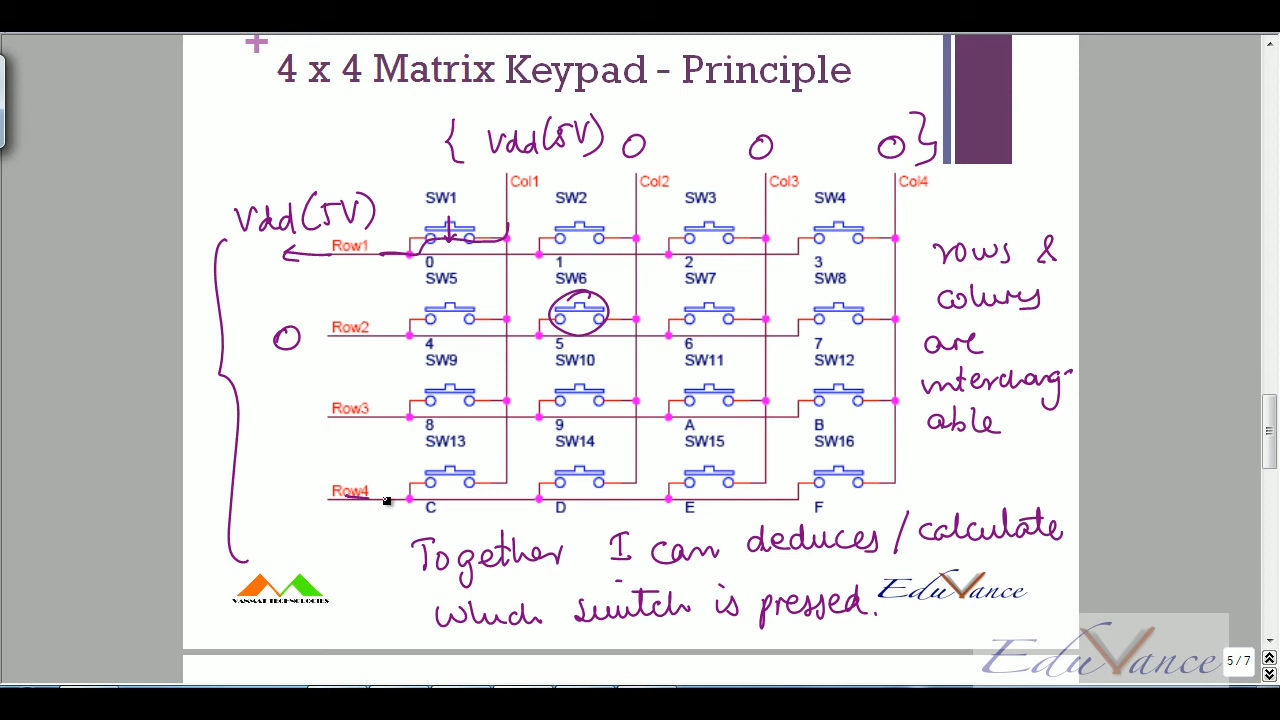 4 x 4 Matrix Keypad - Principle
{ Vdd(5V) 0 0 0 }
Col1 Col2 Col3 Col4
SW1 SW2 SW3 SW4
Vdd(5V)
Row1
0 1 2 3
SW5 SW6 SW7 SW8
Row2
0
4 5 6 7
SW9 SW10 SW11 SW12
Row3
8 9 A B
SW13 SW14 SW15 SW16
Row4
C D E F
rows &
colums
are
interchang-
able
Together I can deduces / calculate
which switch is pressed.
VANMAT TECHNOLOGIES
EduVance
EduVance
5/7